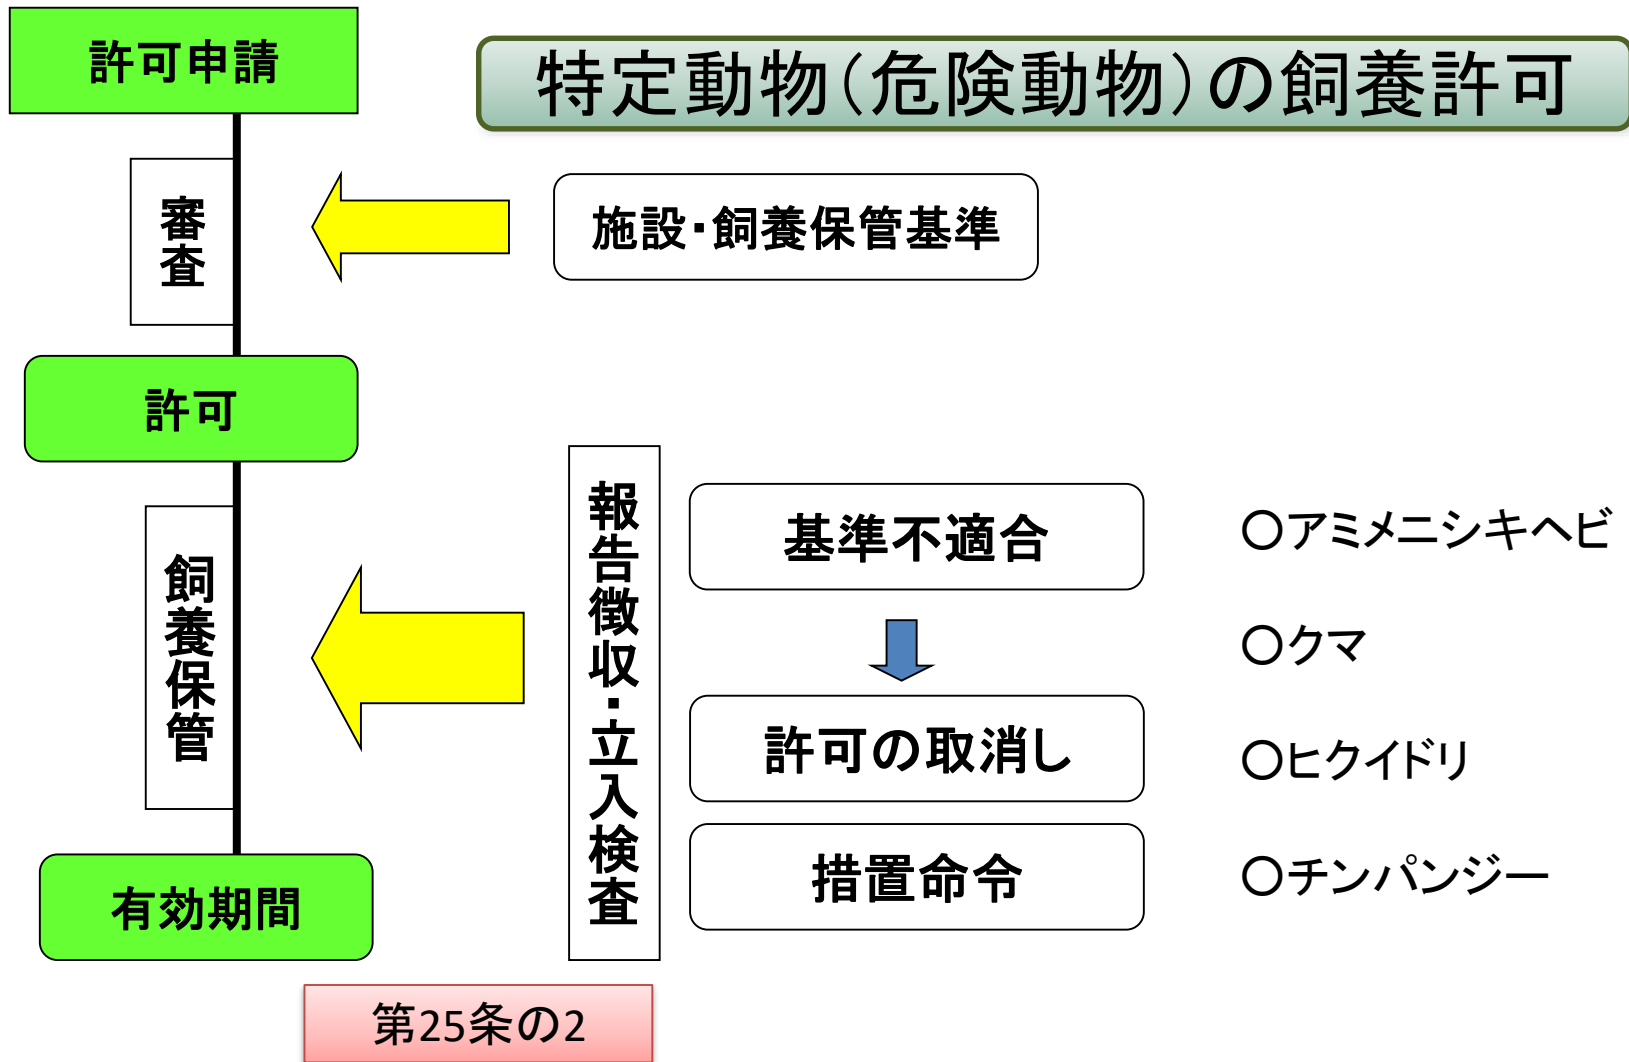 許可申請
特定動物(危険動物)の飼養許可
審査
施設・飼養保管基準
許可
飼養保管
報告徴収・立入検査
基準不適合
許可の取消し
措置命令
○アミメニシキヘビ
○クマ
○ヒクイドリ
○チンパンジー
有効期間
第25条の2